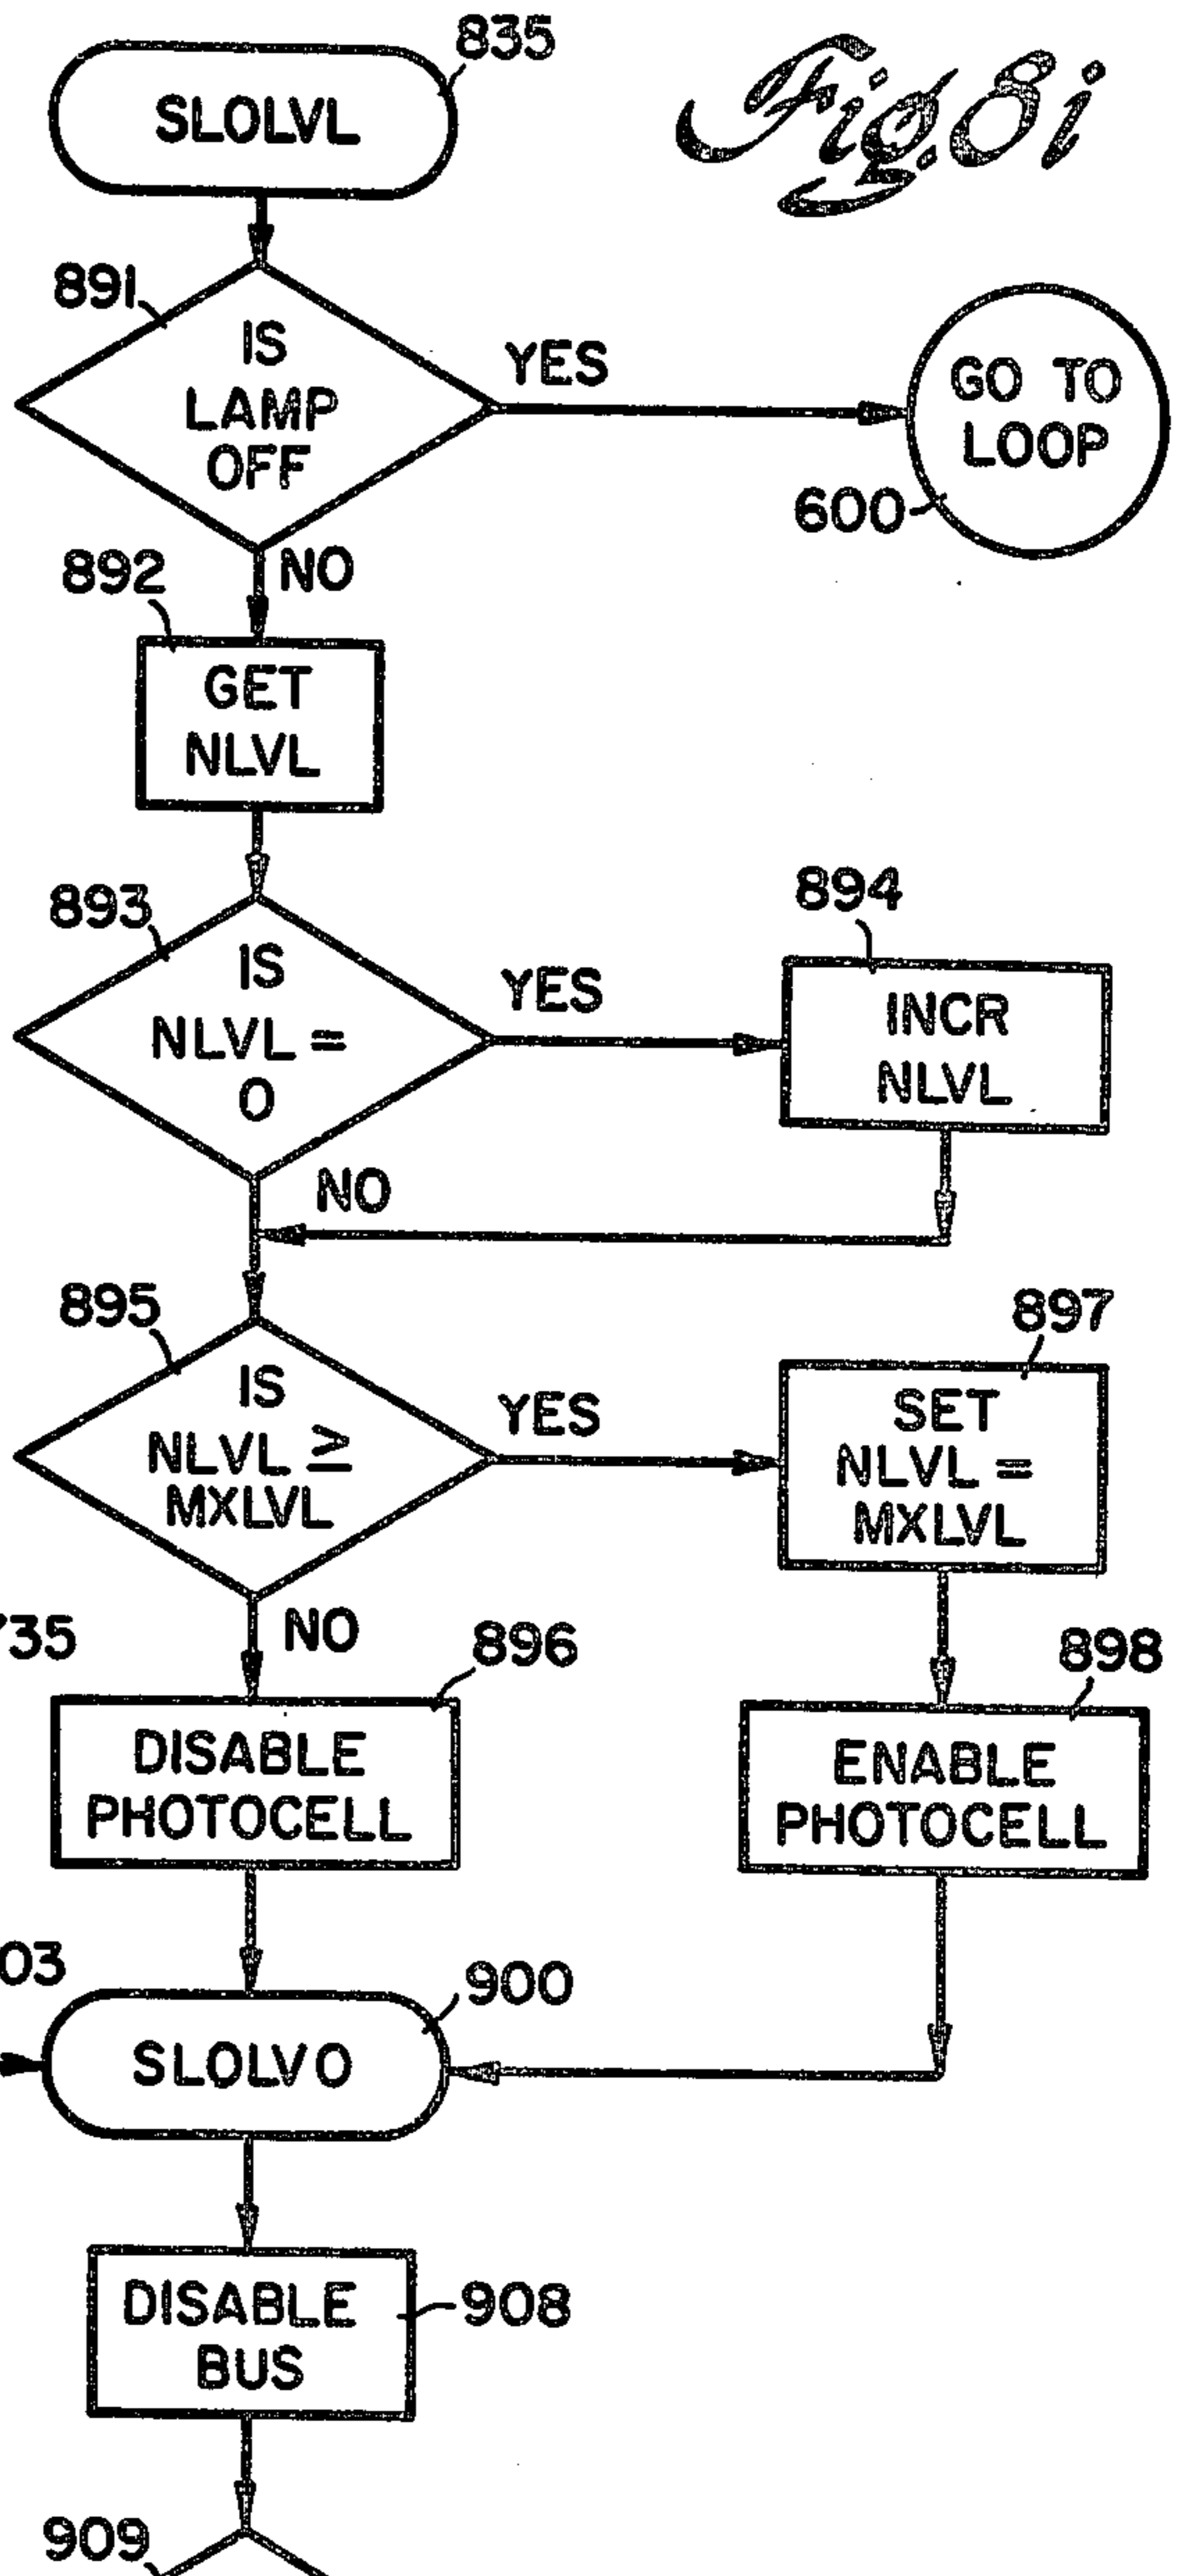 835
Fig. 8i
SLOLVL
891
IS
LAMP
OFF
YES
GO TO
LOOP
600
NO
892
GET
NLVL
893
IS
NLVL =
0
YES
894
INCR
NLVL
NO
895
IS
NLVL ≥
MXLVL
YES
897
SET
NLVL =
MXLVL
NO
735
896
DISABLE
PHOTOCELL
898
ENABLE
PHOTOCELL
03
900
SLOLVO
DISABLE
BUS
908
909